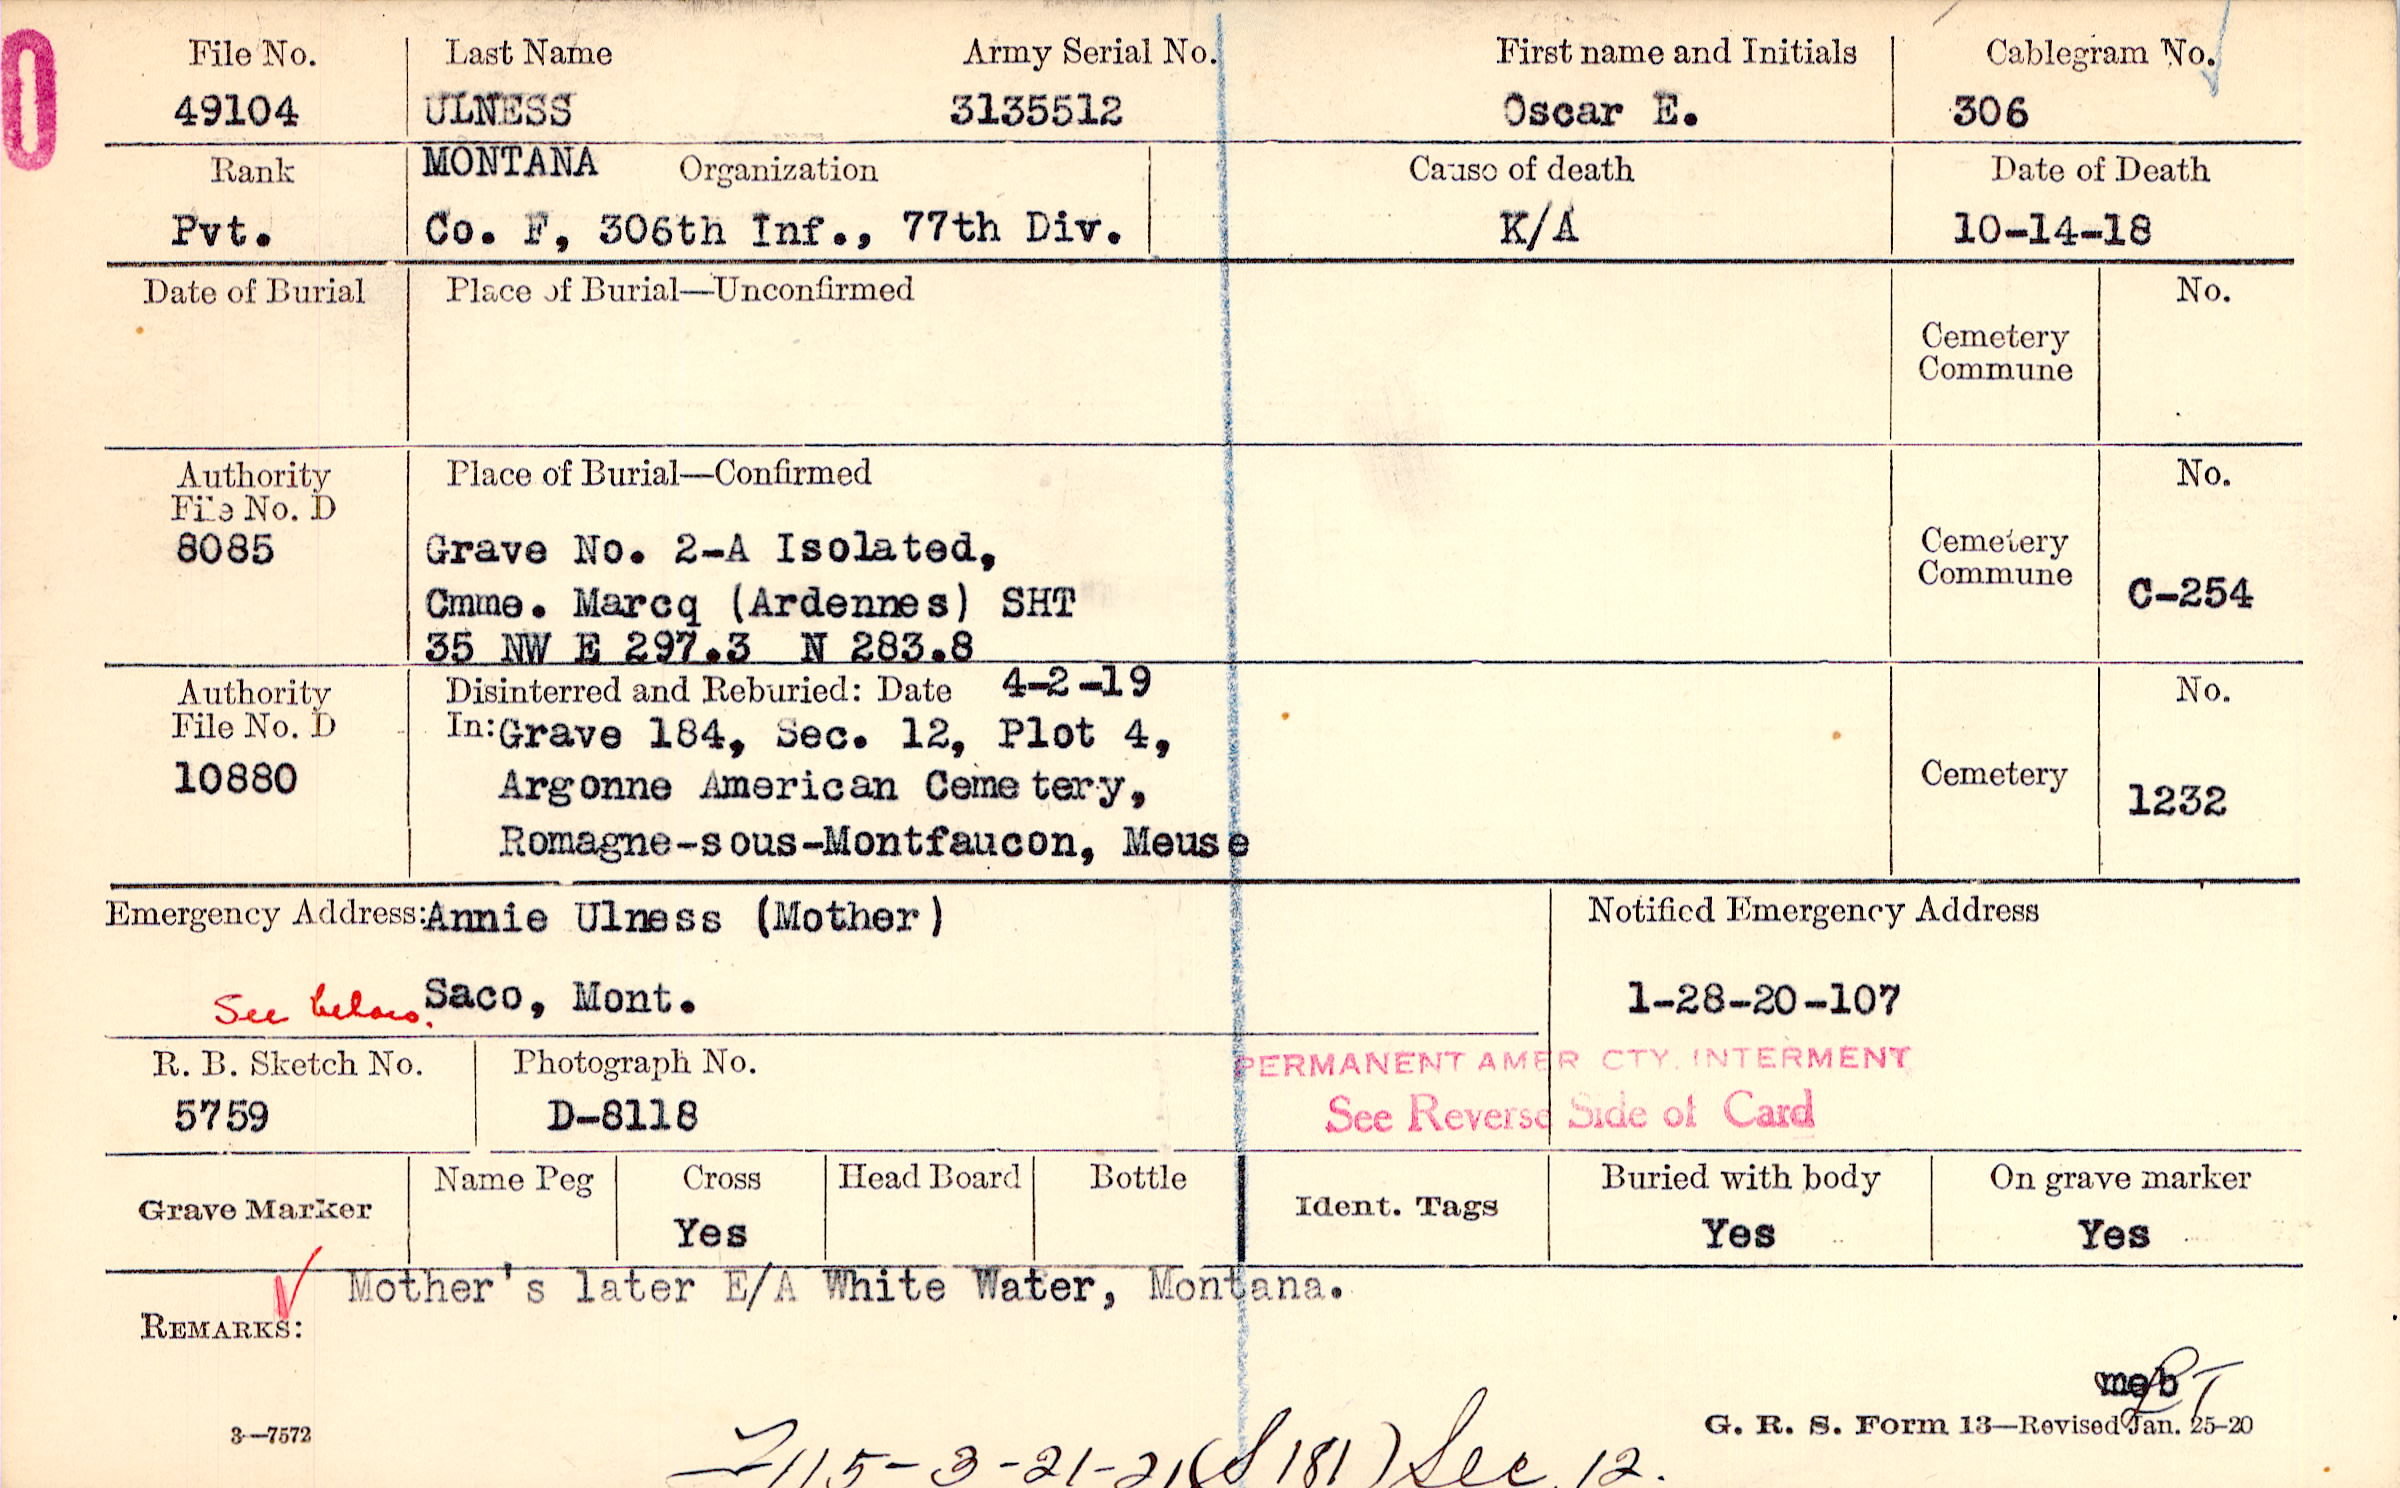 0
File No. Last Name Army Serial No. First name and Initials Cablegram No.
49104 ULNESS 3135512 Oscar E. 306
Rank MONTANA Organization Cause of death Date of Death
Pvt. Co. F, 306th Inf., 77th Div. K/A 10-14-18
Date of Burial Place of Burial—Unconfirmed No.
Cemetery
Commune
Authority Place of Burial—Confirmed No.
File No. D
8085 Grave No. 2-A Isolated, Cemetery
Cmme. Marcq (Ardennes) SHT Commune C-254
35 NW E 297.3 N 283.8
Authority Disinterred and Reburied: Date 4-2-19 No.
File No. D In: Grave 184, Sec. 12, Plot 4,
10880 Argonne American Cemetery, Cemetery 1232
Romagne-sous-Montfaucon, Meuse
Emergency Address: Annie Ulness (Mother) Notified Emergency Address
See below. Saco, Mont. 1-28-20-107
R. B. Sketch No. Photograph No. PERMANENT AMER CTY. INTERMENT
5759 D-8118 See Reverse Side of Card
Grave Marker Name Peg Cross Head Board Bottle Ident. Tags Buried with body On grave marker
Yes Yes Yes
Mother's later E/A White Water, Montana.
REMARKS:
meb
3—7572 G. R. S. Form 13—Revised Jan. 25-20
115-3-21-21 (S181) Sec. 12.